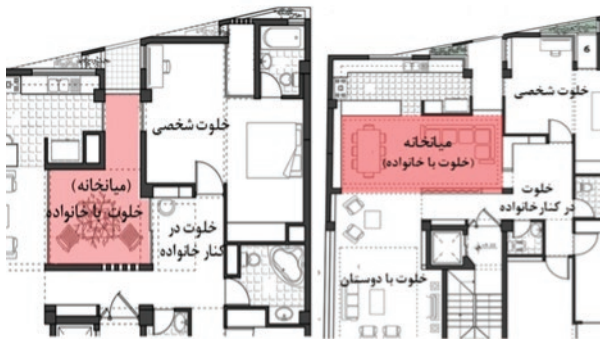 خلوت شخصی
(میانخانه)
خلوت با خانواده
خلوت در
کنار خانواده
6
خلوت شخصی
میانخانه
(خلوت با خانواده)
خلوت
در کنار خانواده
خلوت با دوستان